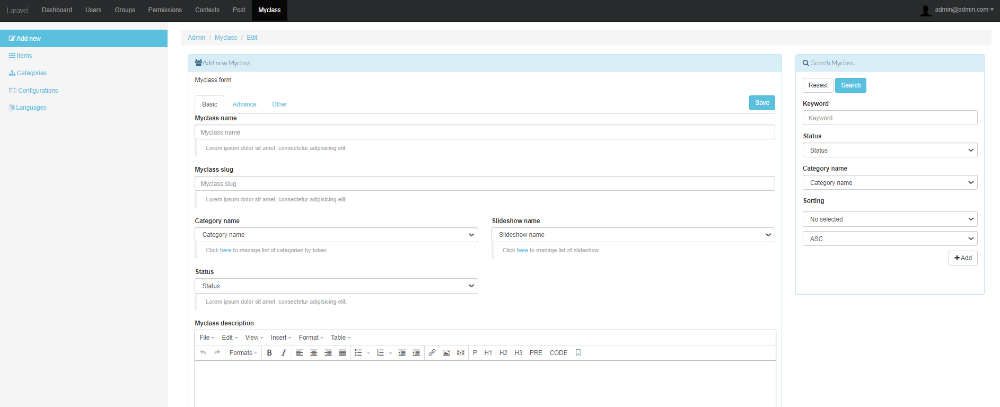 Laravel Dashboard Users Groups Permissions Contexts Post Myclass admin@admin.com
Add new
Items
Categories
Configurations
Languages
Admin / Myclass / Edit
Add new Myclass
Myclass form
Basic Advance Other Save
Myclass name
Myclass name
Lorem ipsum dolor sit amet, consectetur adipisicing elit.
Myclass slug
Myclass slug
Lorem ipsum dolor sit amet, consectetur adipisicing elit.
Category name
Category name
Click here to manage list of categories by token.
Slideshow name
Slideshow name
Click here to manage list of slideshow
Status
Status
Lorem ipsum dolor sit amet, consectetur adipisicing elit.
Myclass description
File Edit View Insert Format Table
Formats B I P H1 H2 H3 PRE CODE
Search Myclass
Resest Search
Keyword
Keyword
Status
Status
Category name
Category name
Sorting
No selected
ASC
Add